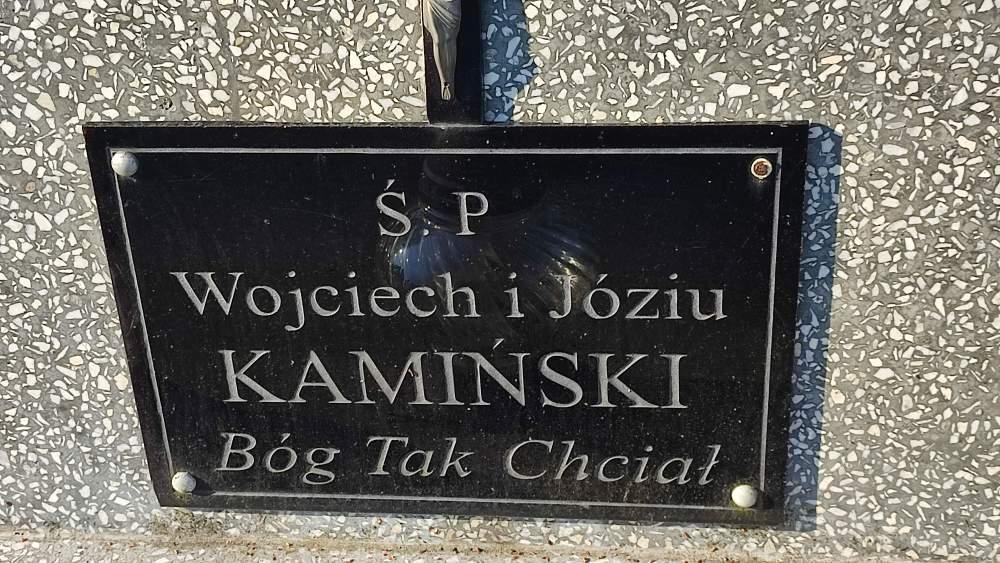 Ś. P
Wojciech i Józiu
KAMIŃSKI
Bóg Tak Chciał